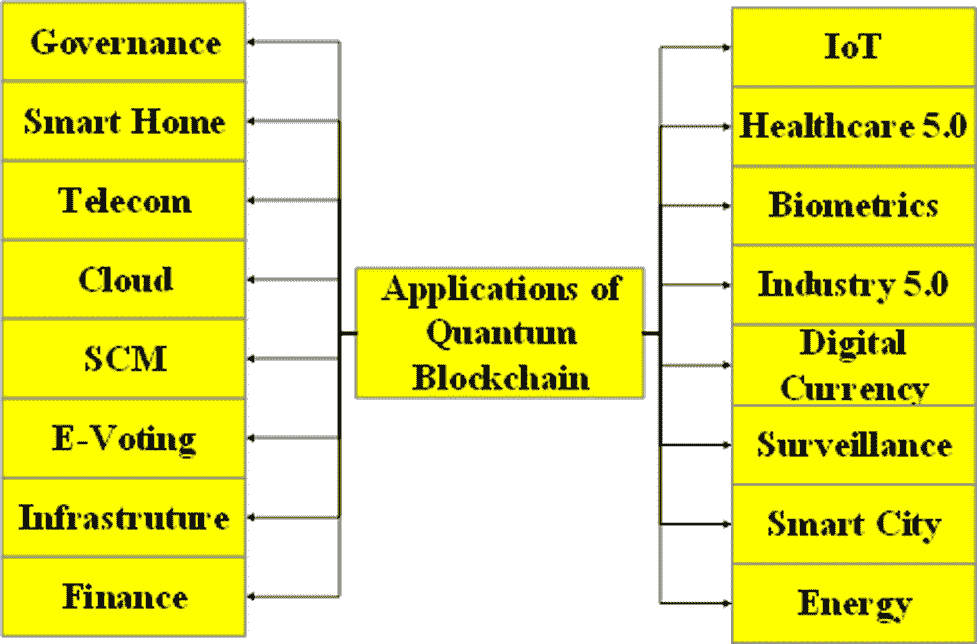 Governance
Smart Home
Telecom
Cloud
SCM
E-Voting
Infrastruture
Finance
Applications of
Quantum
Blockchain
IoT
Healthcare 5.0
Biometrics
Industry 5.0
Digital
Currency
Surveillance
Smart City
Energy